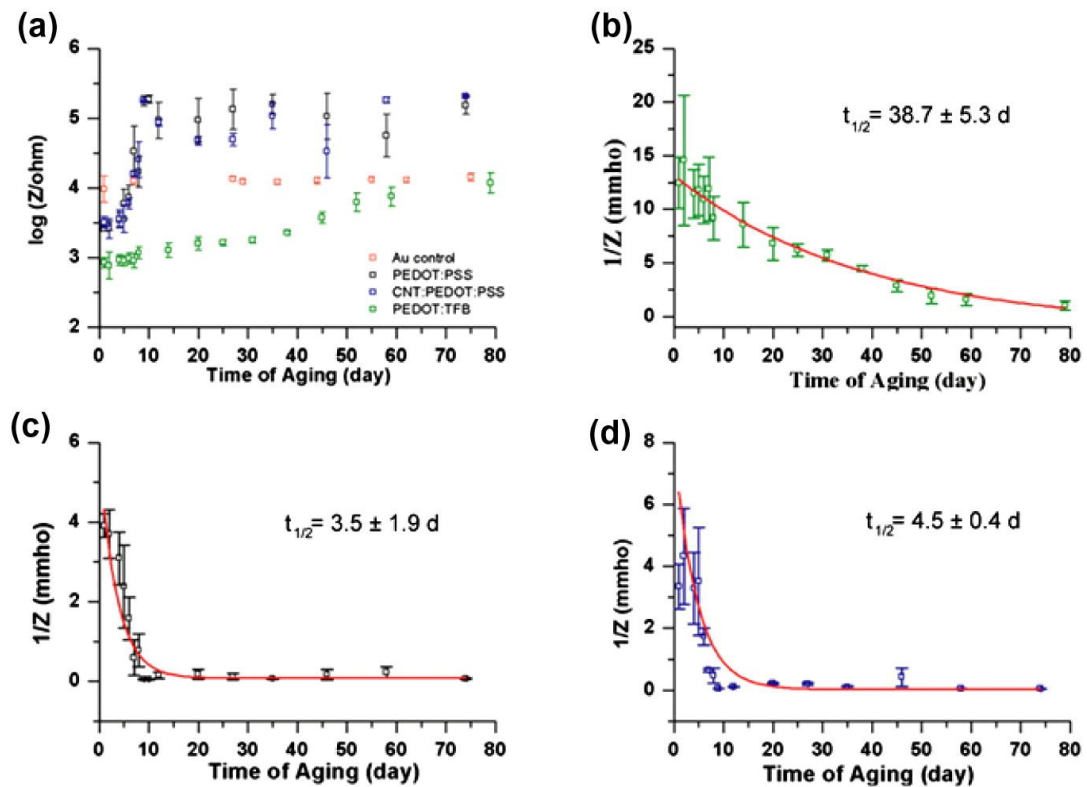 (a)
log (Z/ohm)
6
5
4
3
2
0 10 20 30 40 50 60 70 80
Time of Aging (day)
Au control
PEDOT:PSS
CNT:PEDOT:PSS
PEDOT:TFB
(b)
1/Z (mmho)
25
20
15
10
5
0
t1/2 = 38.7 ± 5.3 d
0 10 20 30 40 50 60 70 80
Time of Aging (day)
(c)
1/Z (mmho)
6
4
2
0
t1/2= 3.5 ± 1.9 d
0 10 20 30 40 50 60 70 80
Time of Aging (day)
(d)
1/Z (mmho)
8
6
4
2
0
t1/2= 4.5 ± 0.4 d
0 10 20 30 40 50 60 70 80
Time of Aging (day)